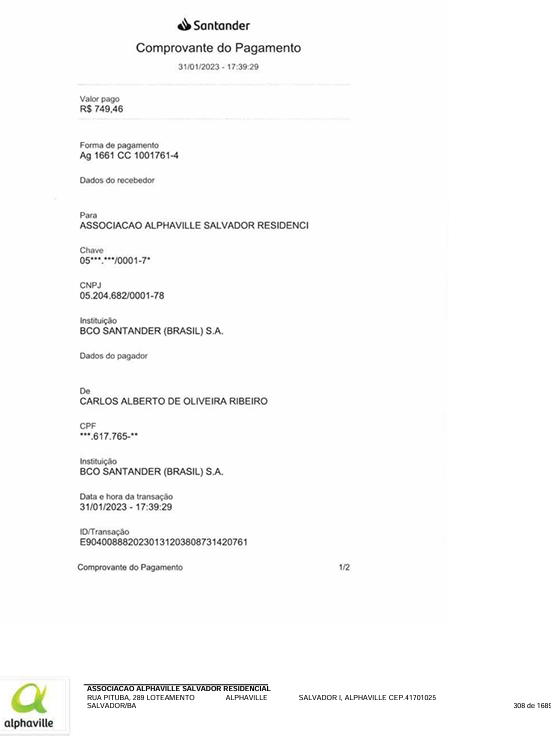 Santander
Comprovante do Pagamento
31/01/2023 - 17:39:29
Valor pago
R$ 749,46
Forma de pagamento
Ag 1661 CC 1001761-4
Dados do recebedor
Para
ASSOCIACAO ALPHAVILLE SALVADOR RESIDENCI
Chave
05***.***/0001-7*
CNPJ
05.204.682/0001-78
Instituição
BCO SANTANDER (BRASIL) S.A.
Dados do pagador
De
CARLOS ALBERTO DE OLIVEIRA RIBEIRO
CPF
***.617.765-**
Instituição
BCO SANTANDER (BRASIL) S.A.
Data e hora da transação
31/01/2023 - 17:39:29
ID/Transação
E9040088820230131203808731420761
Comprovante do Pagamento 1/2
ASSOCIACAO ALPHAVILLE SALVADOR RESIDENCIAL
RUA PITUBA, 289 LOTEAMENTO ALPHAVILLE SALVADOR I, ALPHAVILLE CEP.41701025
SALVADOR/BA
308 de 1689
alphaville